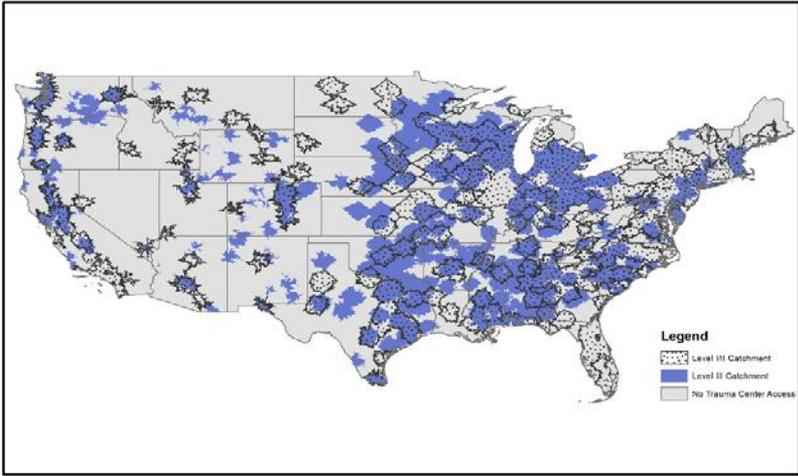 Legend
Level I/II Catchment
Level III Catchment
No Trauma Center Access